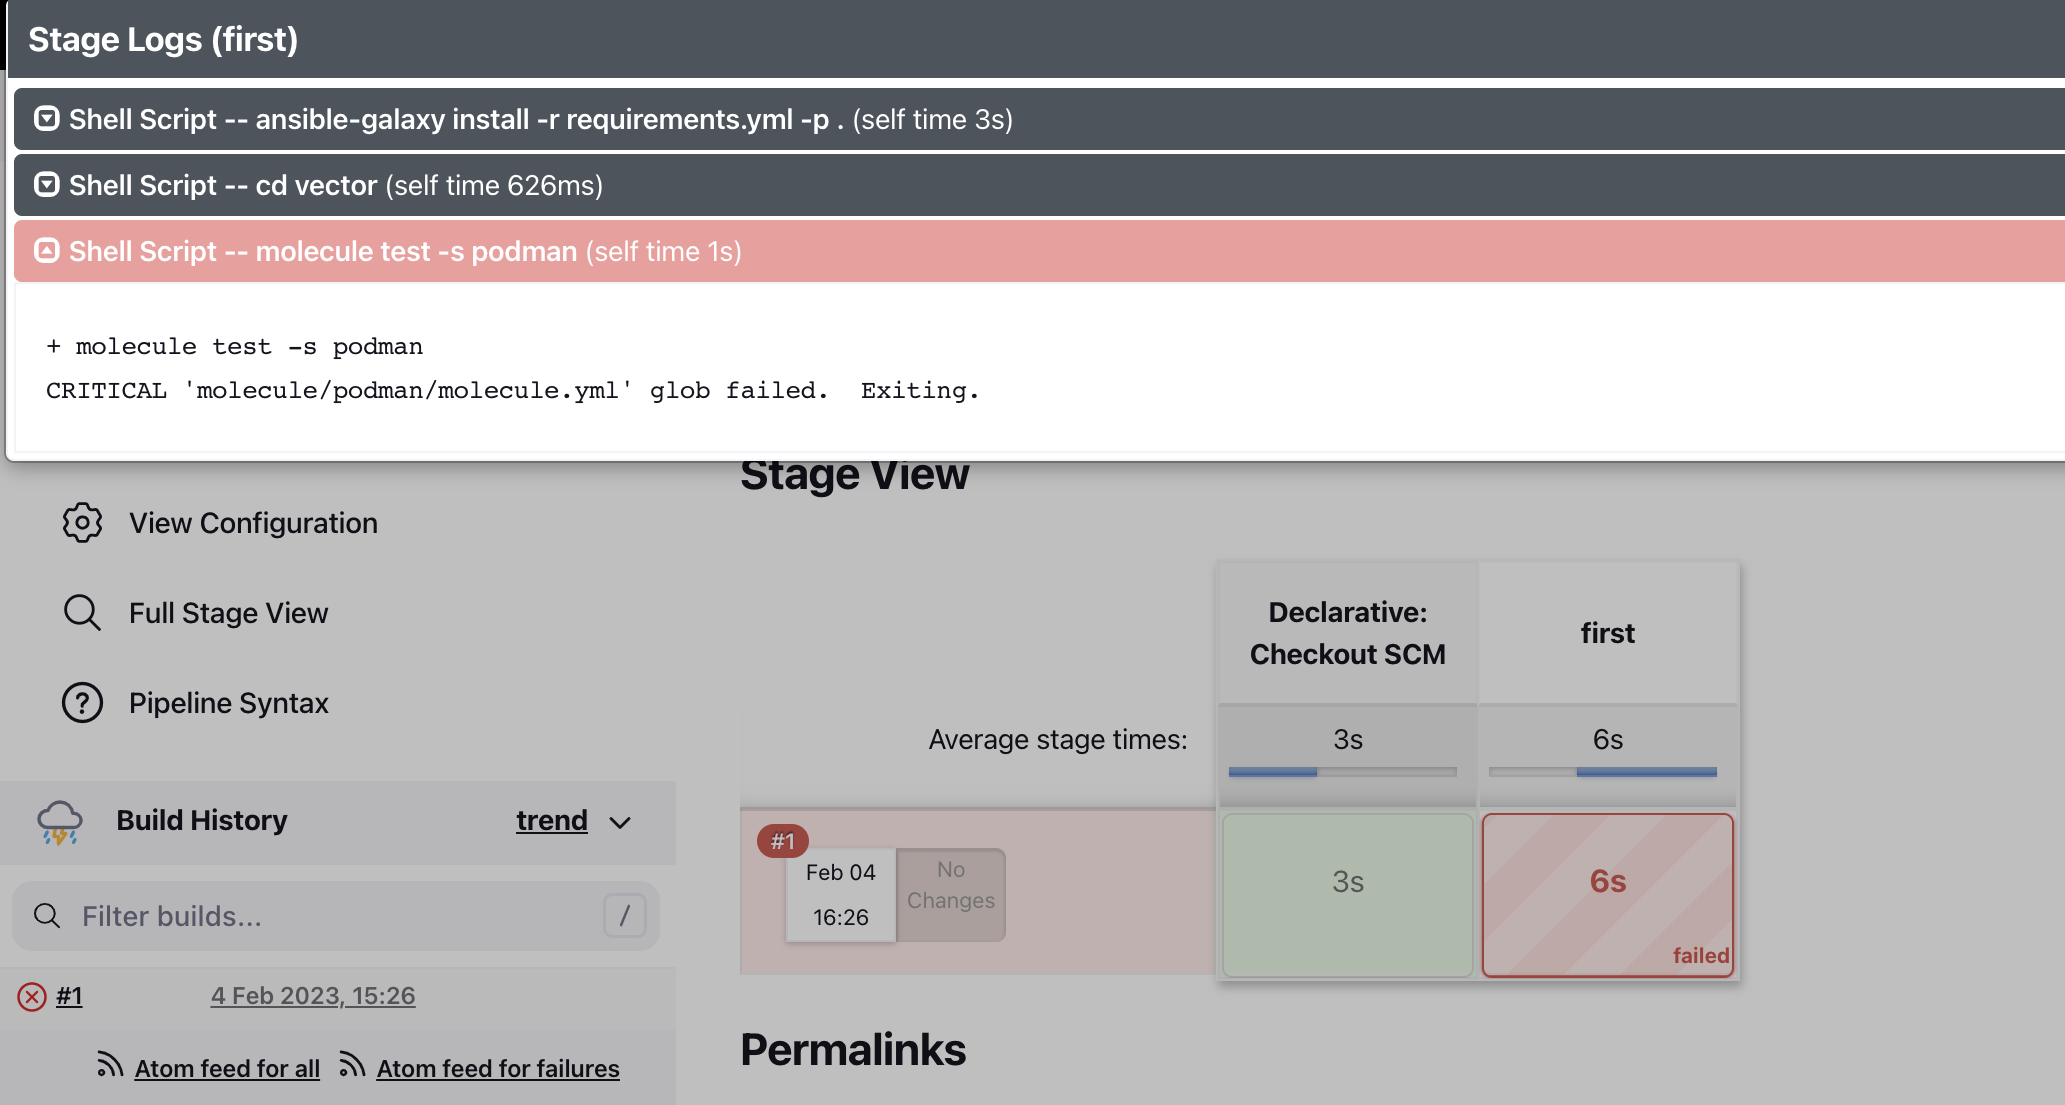 Stage Logs (first)
Shell Script -- ansible-galaxy install -r requirements.yml -p . (self time 3s)
Shell Script -- cd vector (self time 626ms)
Shell Script -- molecule test -s podman (self time 1s)
+ molecule test -s podman
CRITICAL 'molecule/podman/molecule.yml' glob failed.  Exiting.
Stage View
View Configuration
Full Stage View
Pipeline Syntax
Build History
trend
Filter builds...
/
#1
4 Feb 2023, 15:26
Atom feed for all
Atom feed for failures
Declarative:
Checkout SCM
first
Average stage times:
3s
6s
#1
Feb 04
16:26
No
Changes
3s
6s
failed
Permalinks